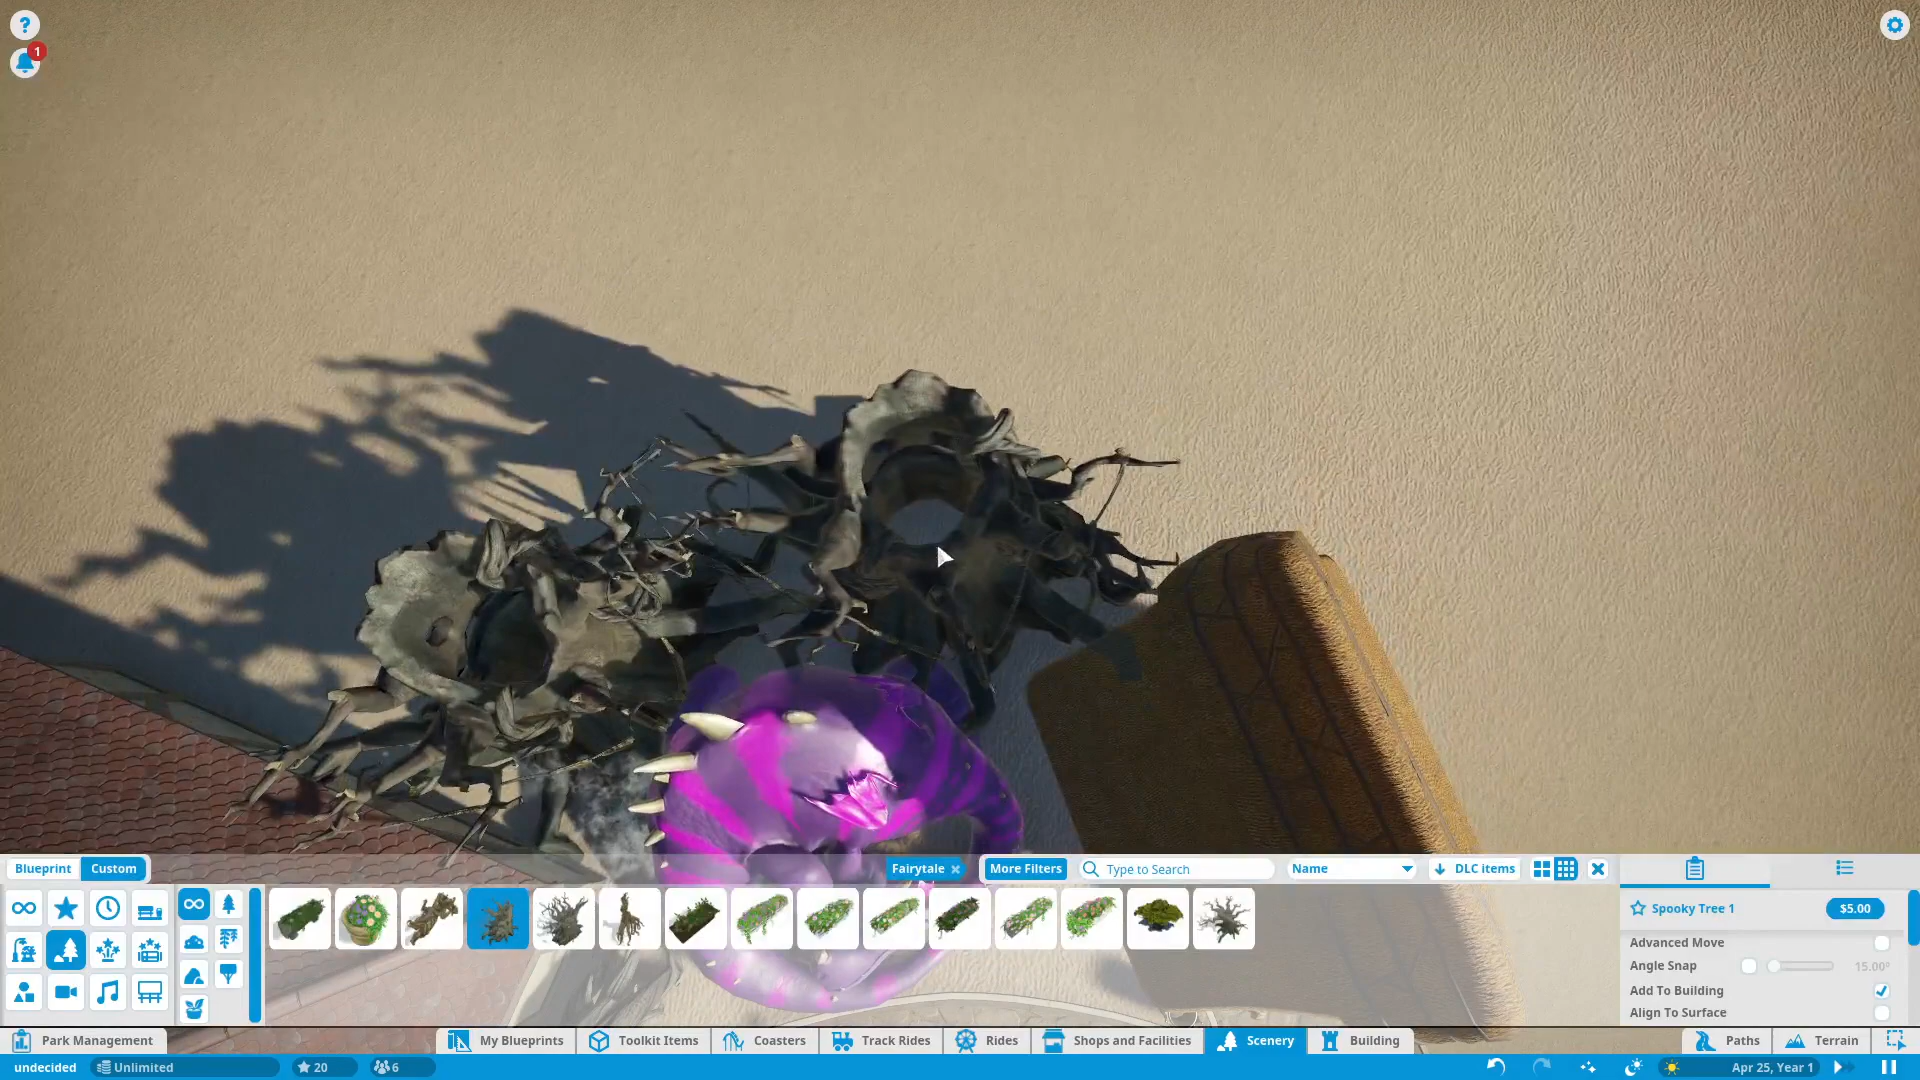 ?
1
Blueprint
Custom
Fairytale ×
More Filters
Type to Search
Name
DLC items
Spooky Tree 1
$5.00
Advanced Move
Angle Snap
15.00º
Add To Building
Align To Surface
Park Management
My Blueprints
Toolkit Items
Coasters
Track Rides
Rides
Shops and Facilities
Scenery
Building
Paths
Terrain
undecided
Unlimited
20
6
Apr 25, Year 1